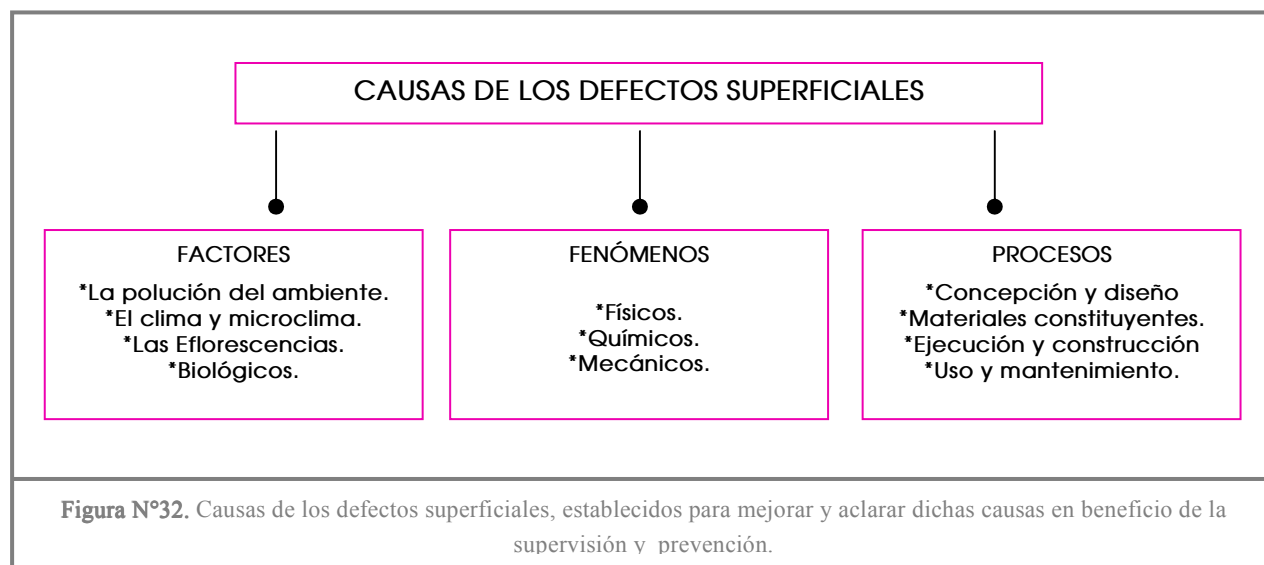 CAUSAS DE LOS DEFECTOS SUPERFICIALES
FACTORES
*La polución del ambiente.
*El clima y microclima.
*Las Eflorescencias.
*Biológicos.
FENÓMENOS
*Físicos.
*Químicos.
*Mecánicos.
PROCESOS
*Concepción y diseño
*Materiales constituyentes.
*Ejecución y construcción
*Uso y mantenimiento.
Figura N°32. Causas de los defectos superficiales, establecidos para mejorar y aclarar dichas causas en beneficio de la
supervisión y prevención.